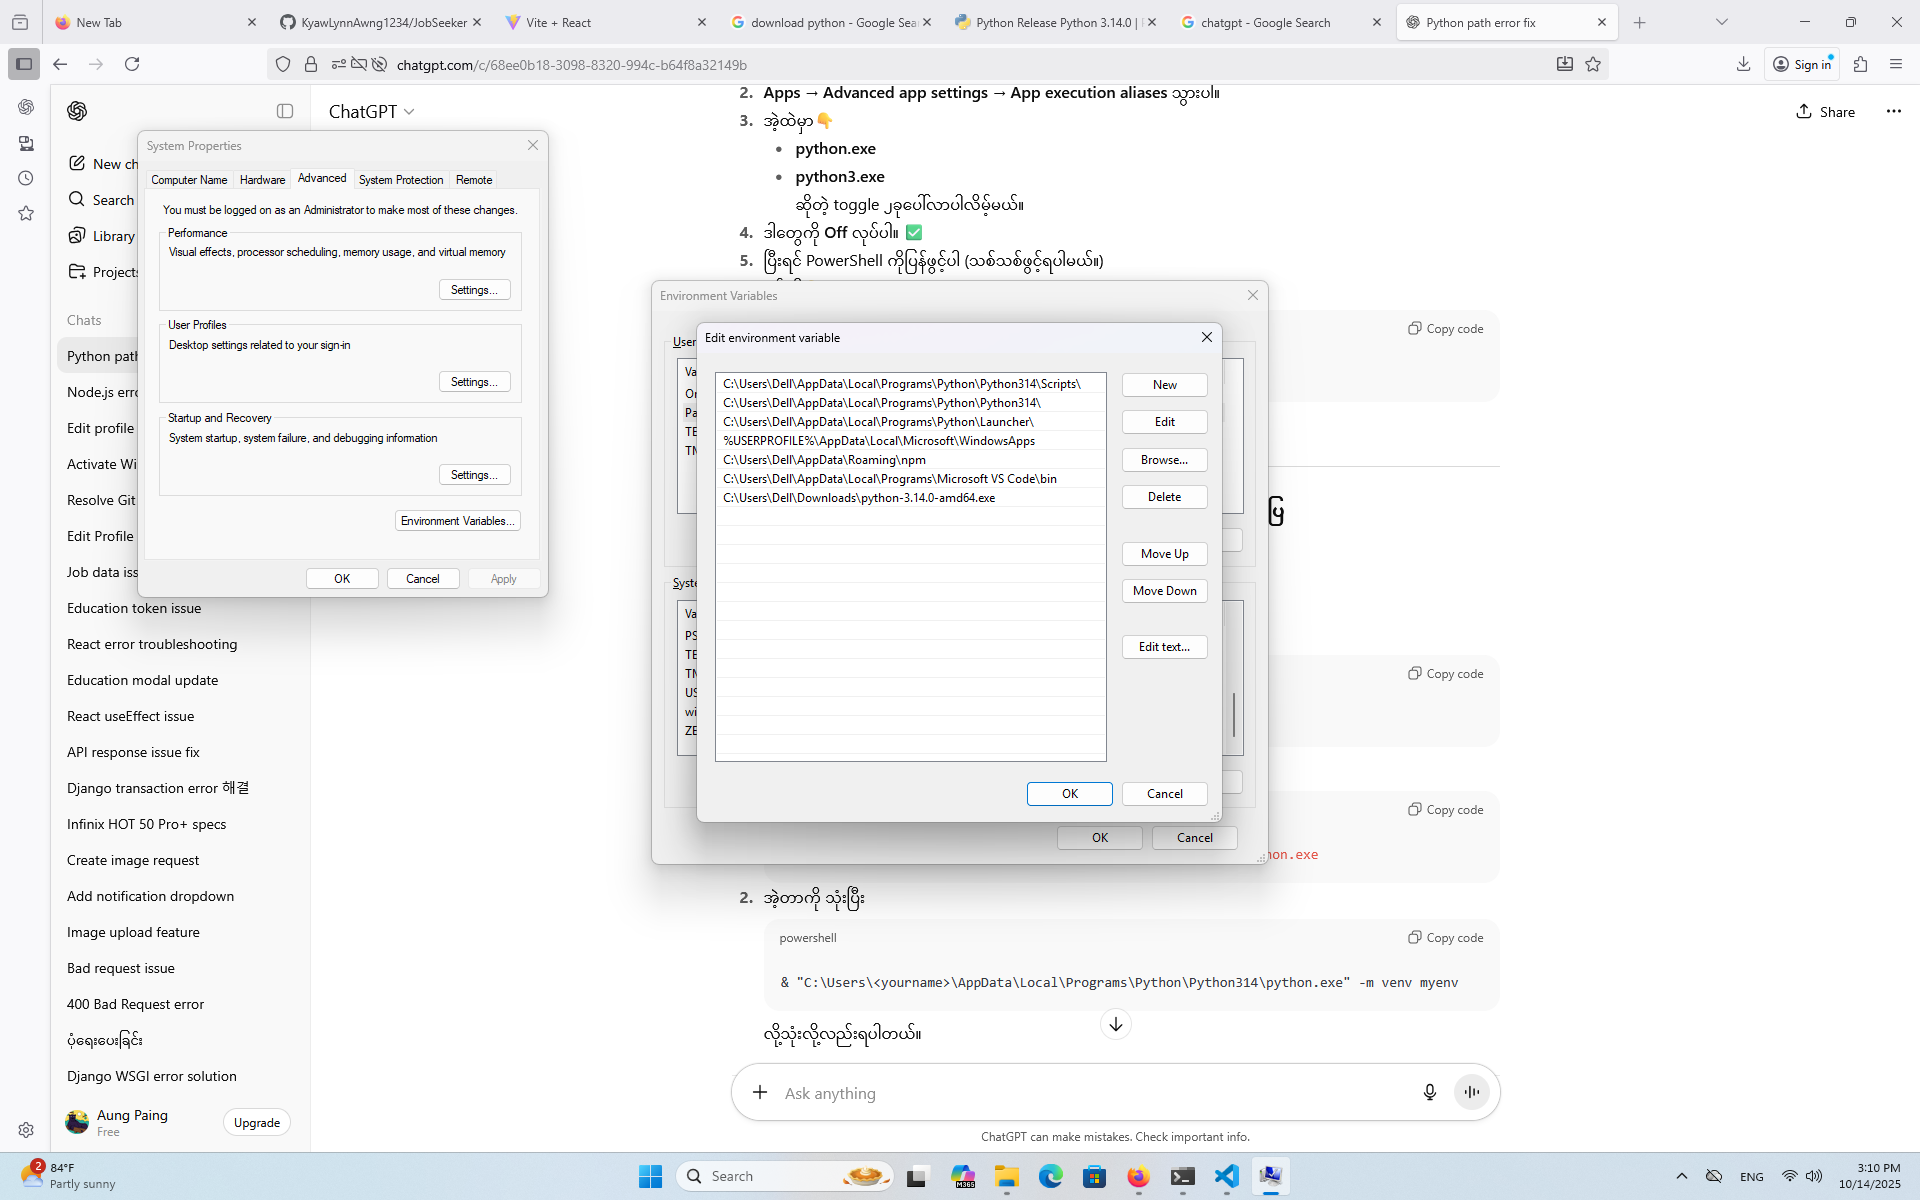 New Tab
KyawLynnAwng1234/JobSeeker
Vite + React
download python - Google Sea
Python Release Python 3.14.0 |
chatgpt - Google Search
Python path error fix
chatgpt.com/c/68ee0b18-3098-8320-994c-b64f8a32149b
Sign in
ChatGPT
Share
New ch
Search
Library
Projects
Chats
Python path
Node.js erro
Edit profile
Activate Wi
Resolve Git
Edit Profile
Job data iss
Education token issue
React error troubleshooting
Education modal update
React useEffect issue
API response issue fix
Django transaction error 해결
Infinix HOT 50 Pro+ specs
Create image request
Add notification dropdown
Image upload feature
Bad request issue
400 Bad Request error
ပုံရေးပေးခြင်း
Django WSGI error solution
Aung Paing
Free
Upgrade
System Properties
Computer Name
Hardware
Advanced
System Protection
Remote
You must be logged on as an Administrator to make most of these changes.
Performance
Visual effects, processor scheduling, memory usage, and virtual memory
Settings...
User Profiles
Desktop settings related to your sign-in
Settings...
Startup and Recovery
System startup, system failure, and debugging information
Settings...
Environment Variables...
OK
Cancel
Apply
2. Apps → Advanced app settings → App execution aliases သွားပါ။
3. အဲ့ထဲမှာ👇
• python.exe
• python3.exe
ဆိုတဲ့ toggle ၂ခုပေါ်လာပါလိမ့်မယ်။
4. ဒါတွေကို Off လုပ်ပါ။ ✅
5. ပြီးရင် PowerShell ကိုပြန်ဖွင့်ပါ (သစ်သစ်ဖွင့်ရပါမယ်။)
Copy code
Environment Variables
User
Va
On
Pa
TE
TM
Edit environment variable
C:\Users\Dell\AppData\Local\Programs\Python\Python314\Scripts\
C:\Users\Dell\AppData\Local\Programs\Python\Python314\
C:\Users\Dell\AppData\Local\Programs\Python\Launcher\
%USERPROFILE%\AppData\Local\Microsoft\WindowsApps
C:\Users\Dell\AppData\Roaming\npm
C:\Users\Dell\AppData\Local\Programs\Microsoft VS Code\bin
C:\Users\Dell\Downloads\python-3.14.0-amd64.exe
New
Edit
Browse...
Delete
Move Up
Move Down
Edit text...
OK
Cancel
Syste
Va
PS
TE
TM
US
wi
ZE
OK
Cancel
ပြ
Copy code
Copy code
hon.exe
2. အဲ့တာကို သုံးပြီး
powershell
Copy code
& "C:\Users\<yourname>\AppData\Local\Programs\Python\Python314\python.exe" -m venv myenv
လို့သုံးလို့လည်းရပါတယ်။
Ask anything
ChatGPT can make mistakes. Check important info.
2
84°F
Partly sunny
Search
M365
ENG
3:10 PM
10/14/2025